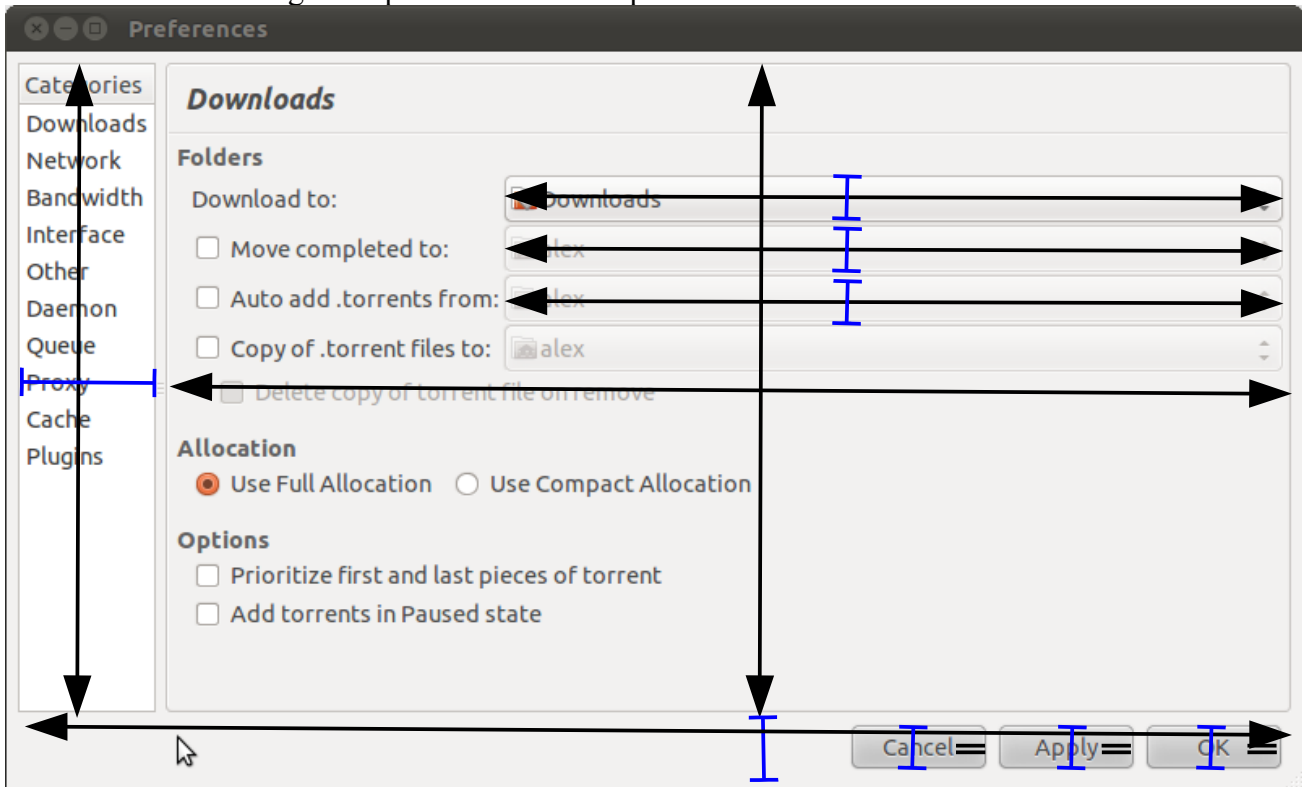 Preferences
Categories
Downloads
Network
Bandwidth
Interface
Other
Daemon
Queue
Proxy
Cache
Plugins
Downloads
Folders
Download to: Downloads
Move completed to: alex
Auto add .torrents from: alex
Copy of .torrent files to: alex
Delete copy of torrent file on remove
Allocation
Use Full Allocation Use Compact Allocation
Options
Prioritize first and last pieces of torrent
Add torrents in Paused state
Cancel Apply OK